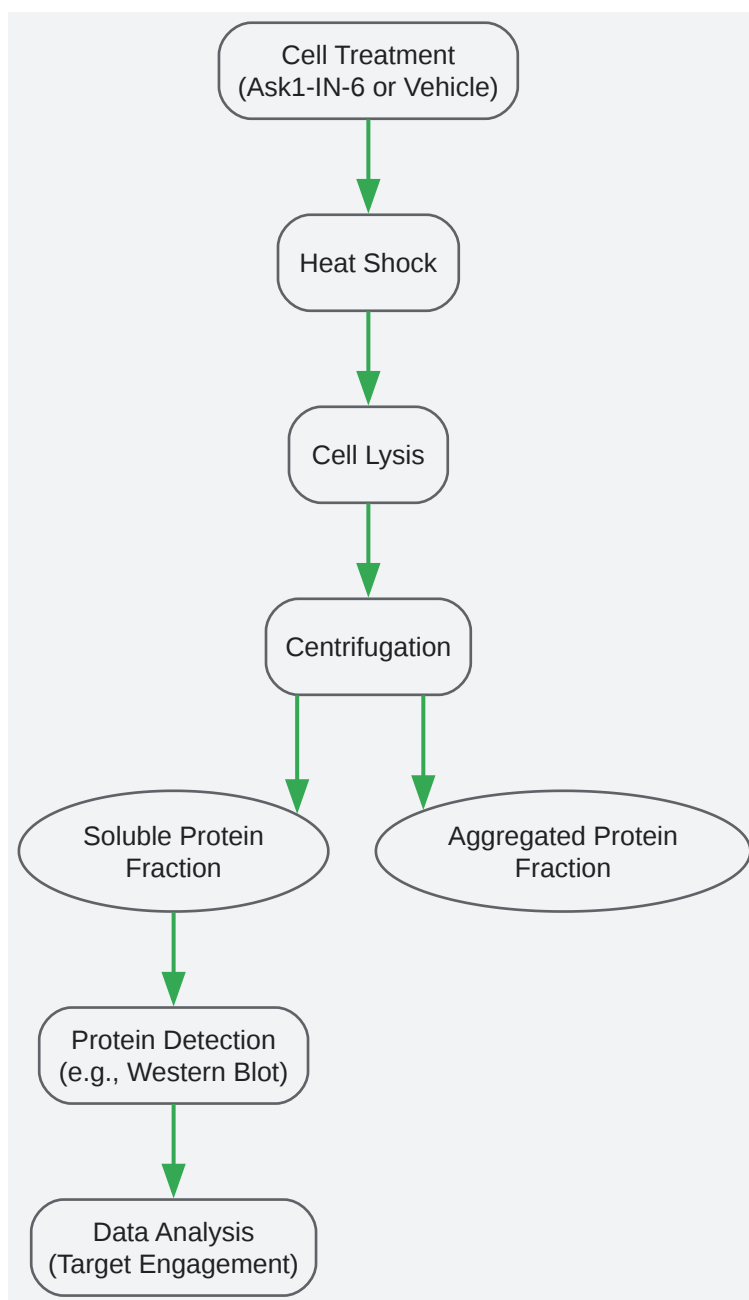 Cell Treatment
(Ask1-IN-6 or Vehicle)
Heat Shock
Cell Lysis
Centrifugation
Soluble Protein
Fraction
Aggregated Protein
Fraction
Protein Detection
(e.g., Western Blot)
Data Analysis
(Target Engagement)